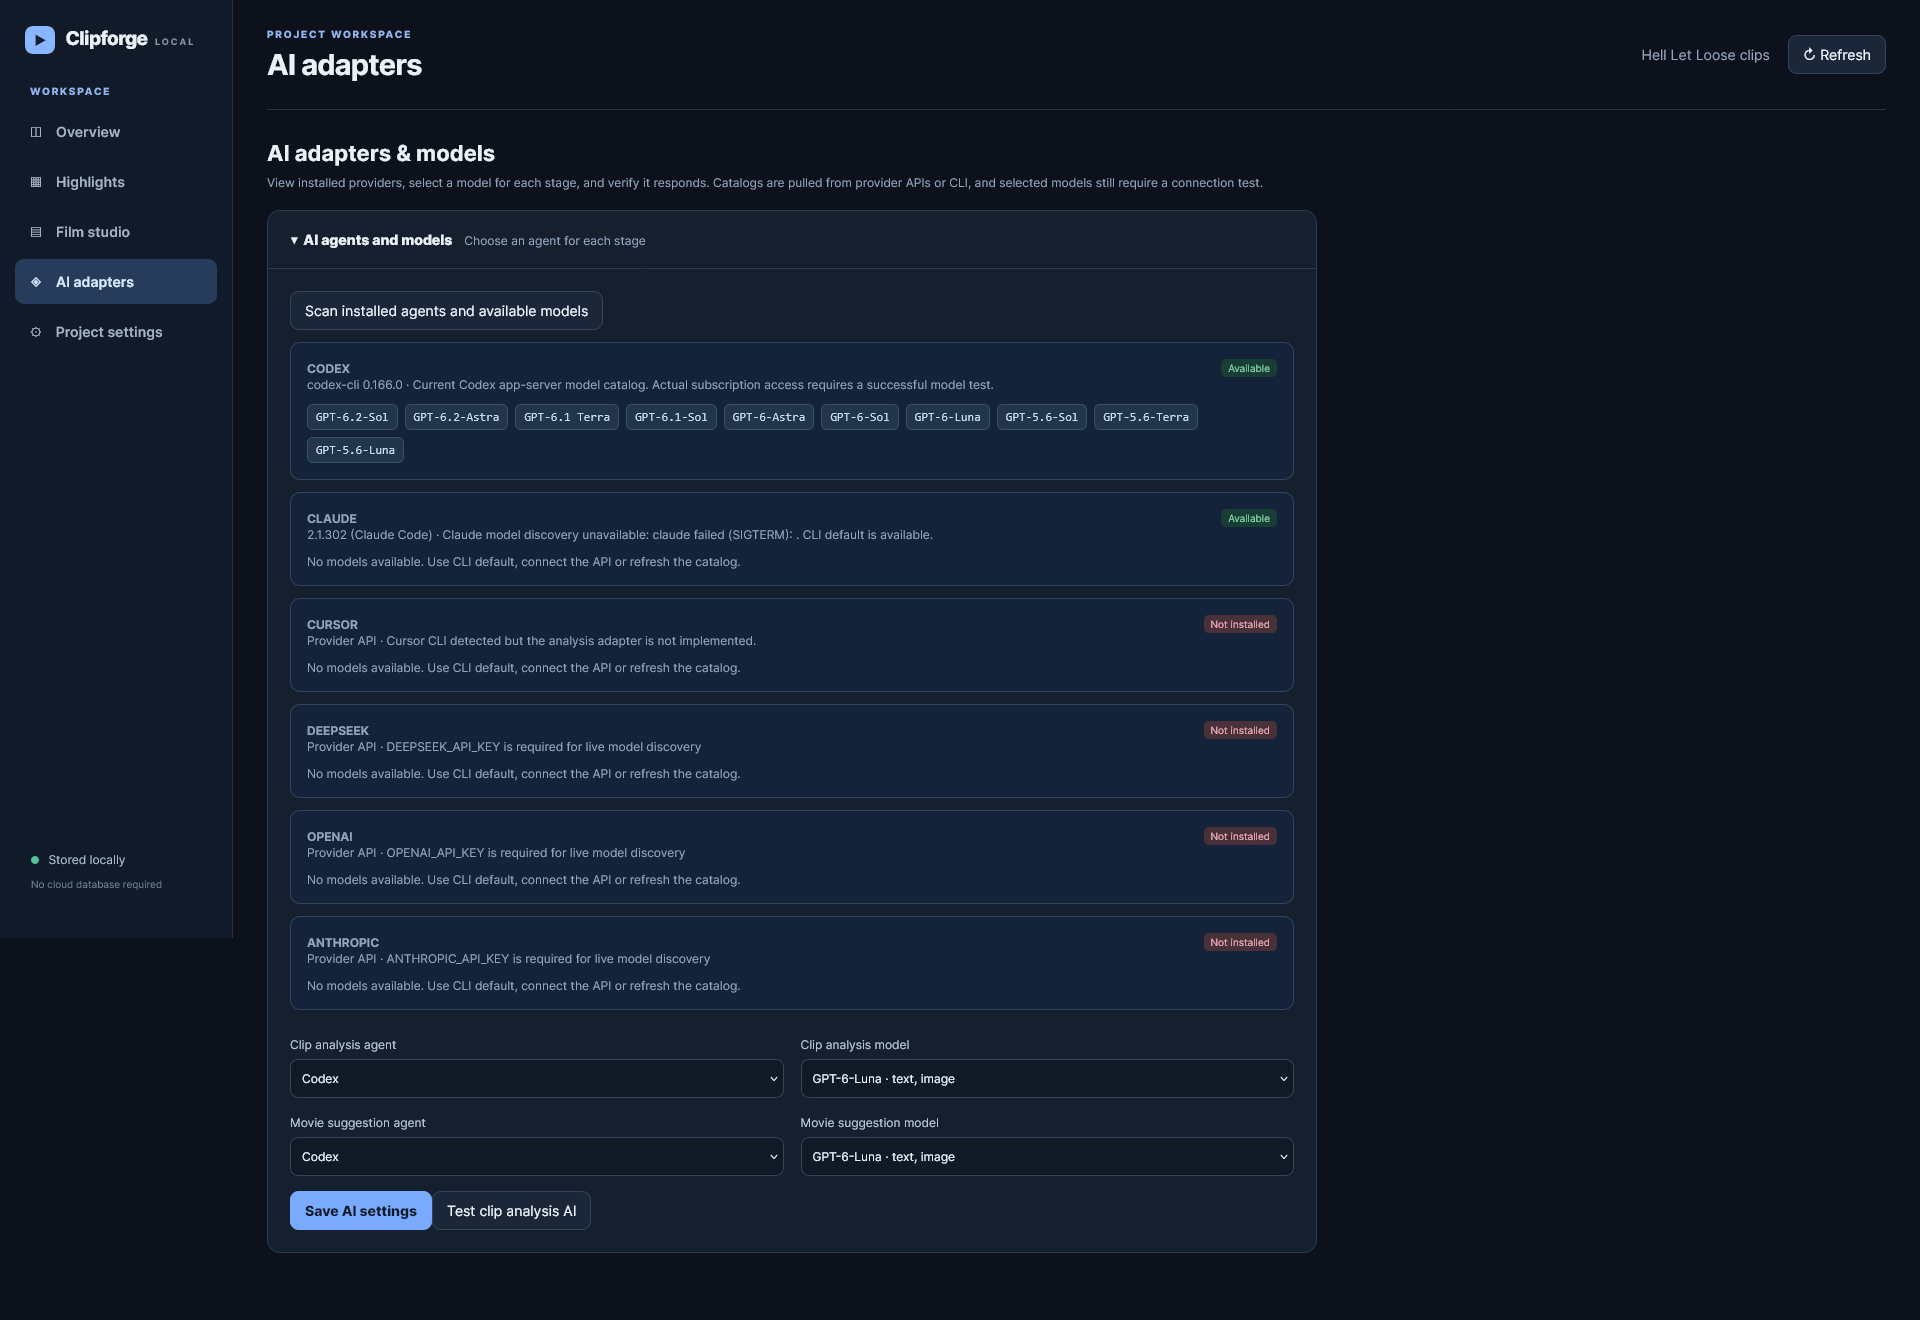 Clipforge LOCAL
WORKSPACE
Overview
Highlights
Film studio
AI adapters
Project settings
Stored locally
No cloud database required
PROJECT WORKSPACE
AI adapters
Hell Let Loose clips
Refresh
AI adapters & models
View installed providers, select a model for each stage, and verify it responds. Catalogs are pulled from provider APIs or CLI, and selected models still require a connection test.
AI agents and models Choose an agent for each stage
Scan installed agents and available models
CODEX Available
codex-cli 0.166.0 · Current Codex app-server model catalog. Actual subscription access requires a successful model test.
GPT-6.2-Sol GPT-6.2-Astra GPT-6.1 Terra GPT-6.1-Sol GPT-6-Astra GPT-6-Sol GPT-6-Luna GPT-5.6-Sol GPT-5.6-Terra
GPT-5.6-Luna
CLAUDE Available
2.1.302 (Claude Code) · Claude model discovery unavailable: claude failed (SIGTERM): . CLI default is available.
No models available. Use CLI default, connect the API or refresh the catalog.
CURSOR Not installed
Provider API · Cursor CLI detected but the analysis adapter is not implemented.
No models available. Use CLI default, connect the API or refresh the catalog.
DEEPSEEK Not installed
Provider API · DEEPSEEK_API_KEY is required for live model discovery
No models available. Use CLI default, connect the API or refresh the catalog.
OPENAI Not installed
Provider API · OPENAI_API_KEY is required for live model discovery
No models available. Use CLI default, connect the API or refresh the catalog.
ANTHROPIC Not installed
Provider API · ANTHROPIC_API_KEY is required for live model discovery
No models available. Use CLI default, connect the API or refresh the catalog.
Clip analysis agent Clip analysis model
Codex GPT-6-Luna · text, image
Movie suggestion agent Movie suggestion model
Codex GPT-6-Luna · text, image
Save AI settings Test clip analysis AI